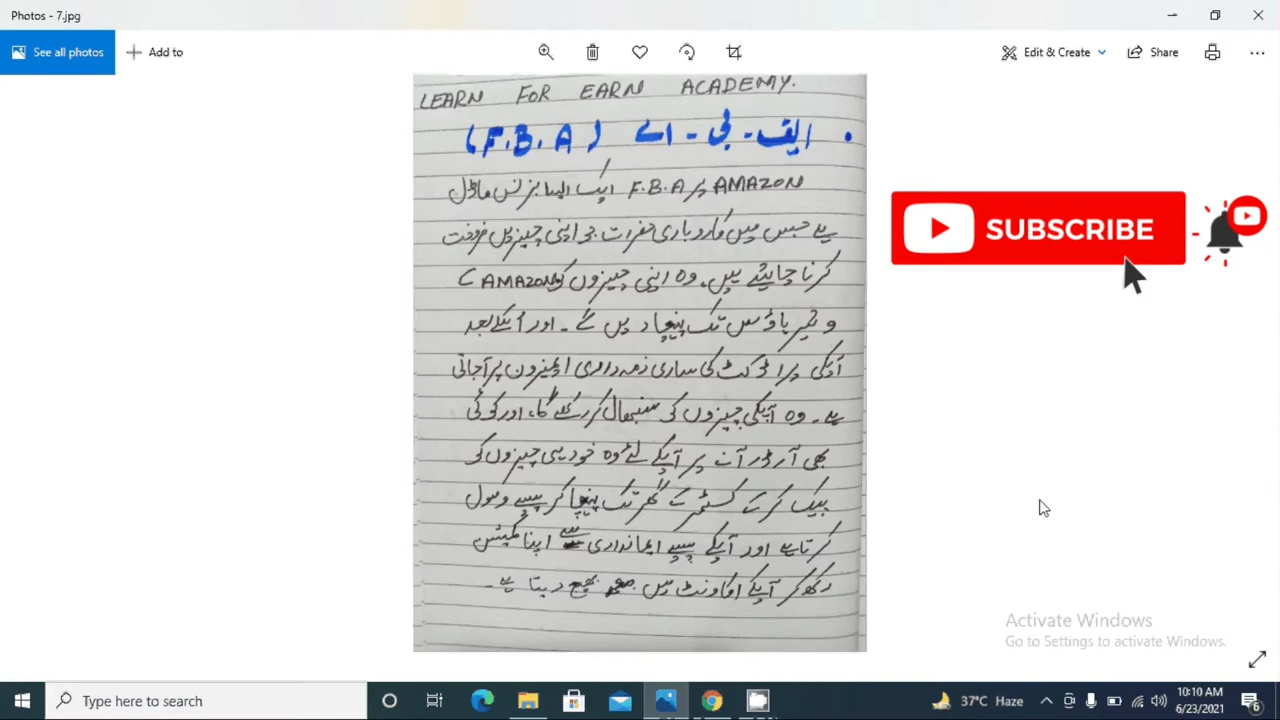 Photos - 7.jpg
See all photos
Add to
Edit & Create
Share
LEARN FOR EARN ACADEMY.
ایف - بی - اے (F.B.A)
AMAZON پر F.B.A ایک ایسا بزنس ماڈل
ہے جس میں کاروباری حضرات جو اپنی چیزیں فروخت
کرنا چاہتے ہیں، وہ اپنی چیزوں کو AMAZON کے
ویئر ہاؤس تک پہنچا دیں گے - اور اُسکے بعد
آپکی پراڈکٹ کی ساری ذمہ داری ایمیزون پر آجاتی
ہے - وہ آپکی چیزوں کو سنبھال کر رکھے گا، اور کوئی
بھی آرڈر آنے پر آپکے لئے وہ خود ہی چیزوں کو
پیک کر کے کسٹمر کے گھر تک پہنچا کر پیسے وصول
کرتا ہے اور آپکے پیسے ایمانداری سے اپنا کمیشن
رکھ کر آپکے اکاونٹ میں بھیج دیتا ہے -
SUBSCRIBE
Activate Windows
Go to Settings to activate Windows.
Type here to search
37°C Haze
10:10 AM
6/23/2021
6